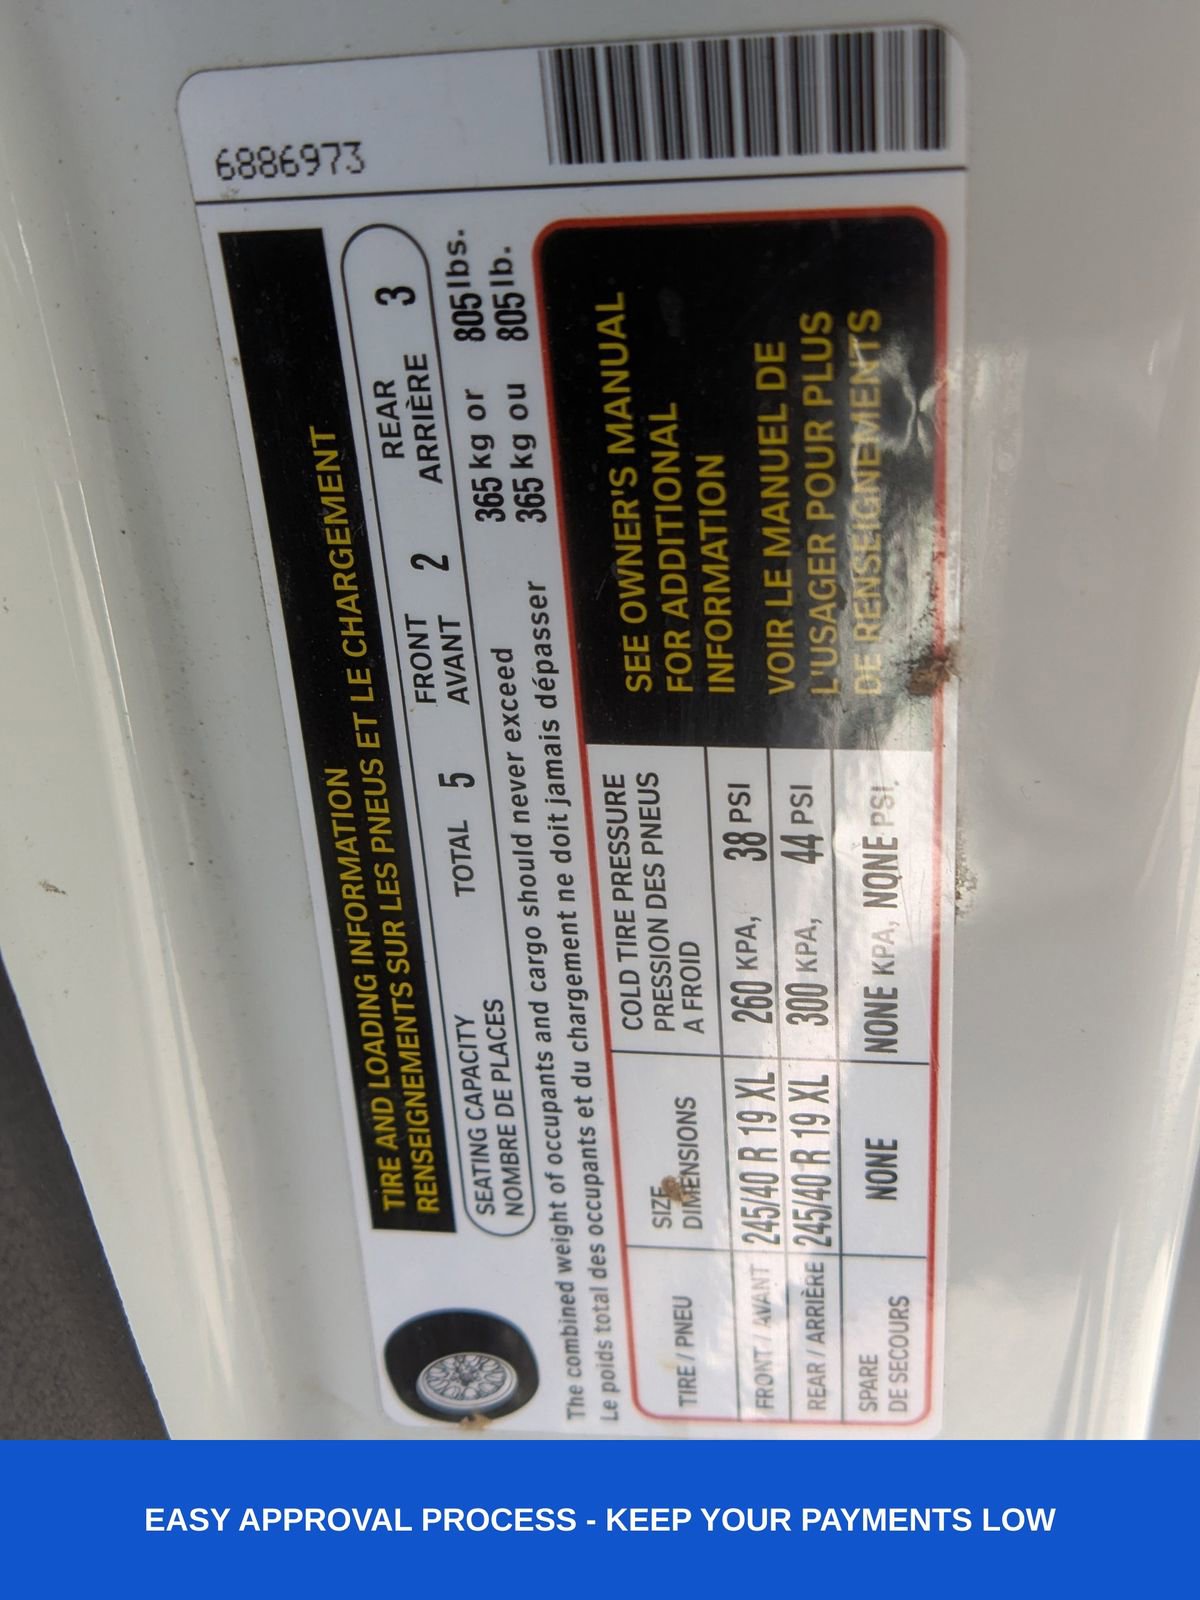 6886973
TIRE AND LOADING INFORMATION
RENSEIGNEMENTS SUR LES PNEUS ET LE CHARGEMENT
SEATING CAPACITY
NOMBRE DE PLACES
TOTAL 5
FRONT
AVANT
2
REAR
ARRIÈRE
3
The combined weight of occupants and cargo should never exceed 365 kg or 805 lbs.
Le poids total des occupants et du chargement ne doit jamais dépasser 365 kg ou 805 lb.
TIRE / PNEU
SIZE
DIMENSIONS
COLD TIRE PRESSURE
PRESSION DES PNEUS
A FROID
FRONT / AVANT 245/40 R 19 XL 260 KPA, 38 PSI
REAR / ARRIÈRE 245/40 R 19 XL 300 KPA, 44 PSI
SPARE
DE SECOURS
NONE NONE KPA, NONE PSI.
SEE OWNER'S MANUAL
FOR ADDITIONAL
INFORMATION
VOIR LE MANUEL DE
L'USAGER POUR PLUS
DE RENSEIGNEMENTS
EASY APPROVAL PROCESS - KEEP YOUR PAYMENTS LOW